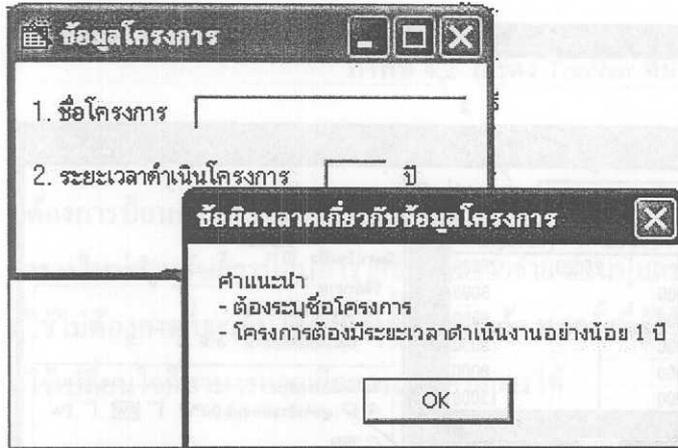 ข้อมูลโครงการ
1. ชื่อโครงการ
2. ระยะเวลาดำเนินโครงการ ปี
ข้อผิดพลาดเกี่ยวกับข้อมูลโครงการ
คำแนะนำ
- ต้องระบุชื่อโครงการ
- โครงการต้องมีระยะเวลาดำเนินงานอย่างน้อย 1 ปี
OK